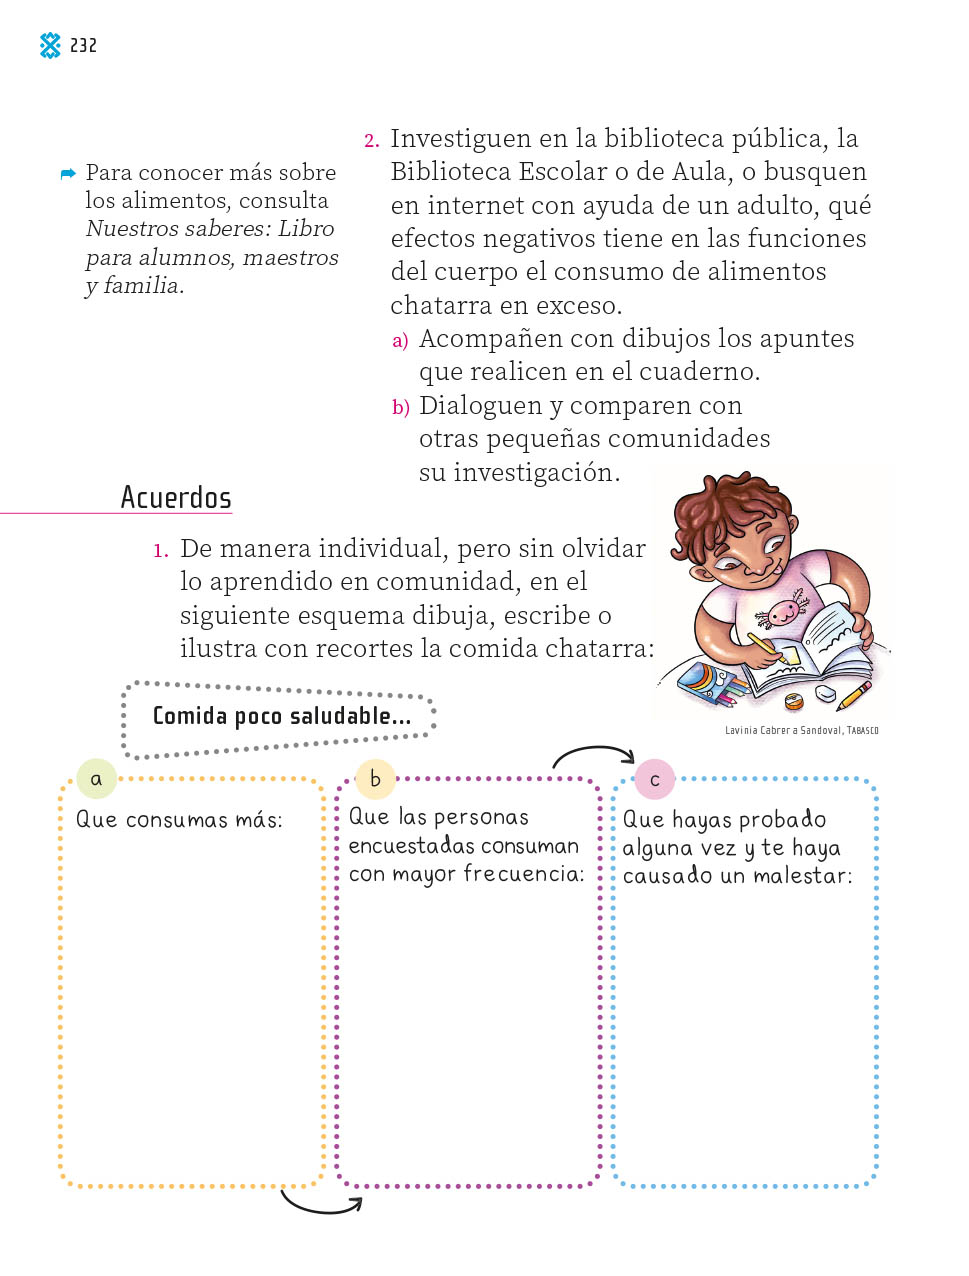 232
Para conocer más sobre
los alimentos, consulta
Nuestros saberes: Libro
para alumnos, maestros
y familia.
2. Investiguen en la biblioteca pública, la
Biblioteca Escolar o de Aula, o busquen
en internet con ayuda de un adulto, qué
efectos negativos tiene en las funciones
del cuerpo el consumo de alimentos
chatarra en exceso.
a) Acompañen con dibujos los apuntes
que realicen en el cuaderno.
b) Dialoguen y comparen con
otras pequeñas comunidades
su investigación.
Acuerdos
1. De manera individual, pero sin olvidar
lo aprendido en comunidad, en el
siguiente esquema dibuja, escribe o
ilustra con recortes la comida chatarra:
Lavinia Cabrera Sandoval, TABASCO
Comida poco saludable...
a
Que consumas más:
b
Que las personas
encuestadas consuman
con mayor frecuencia:
c
Que hayas probado
alguna vez y te haya
causado un malestar: